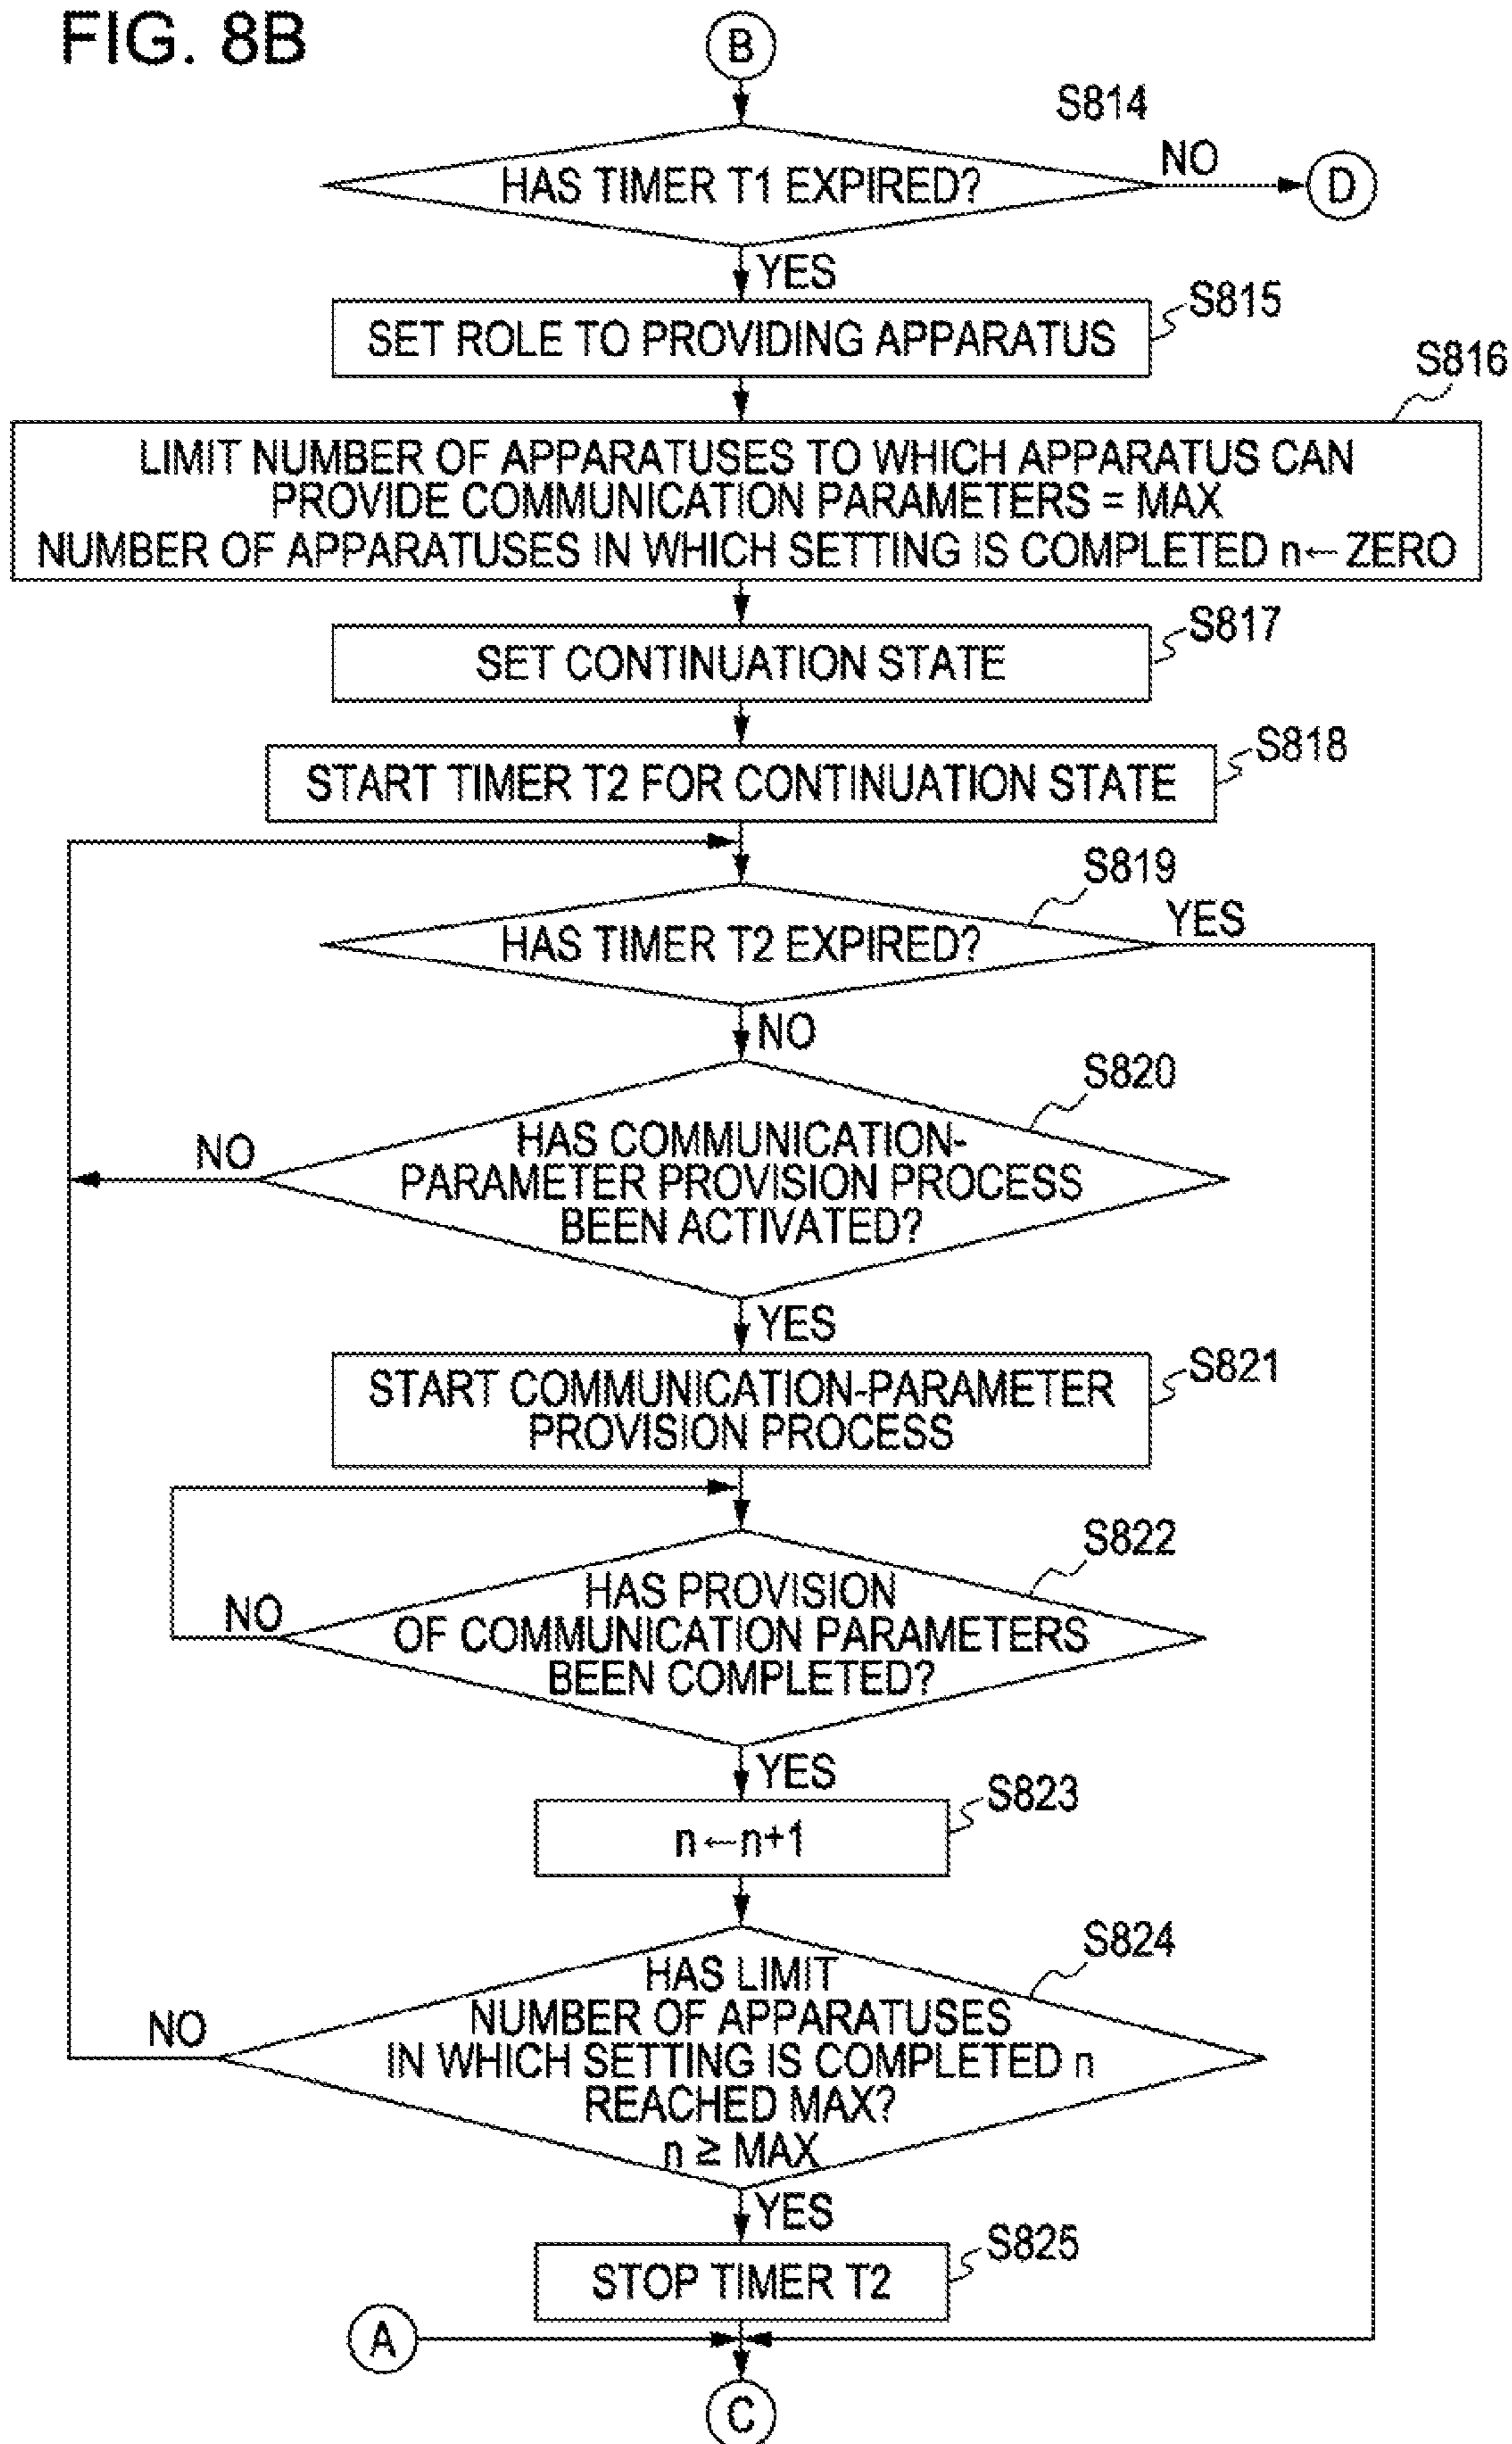 FIG. 8B
B
S814
HAS TIMER T1 EXPIRED?
NO
D
YES
S815
SET ROLE TO PROVIDING APPARATUS
S816
LIMIT NUMBER OF APPARATUSES TO WHICH APPARATUS CAN
PROVIDE COMMUNICATION PARAMETERS = MAX
NUMBER OF APPARATUSES IN WHICH SETTING IS COMPLETED n←ZERO
S817
SET CONTINUATION STATE
S818
START TIMER T2 FOR CONTINUATION STATE
S819
HAS TIMER T2 EXPIRED?
YES
NO
S820
HAS COMMUNICATION-
PARAMETER PROVISION PROCESS
BEEN ACTIVATED?
NO
YES
S821
START COMMUNICATION-PARAMETER
PROVISION PROCESS
S822
HAS PROVISION
OF COMMUNICATION PARAMETERS
BEEN COMPLETED?
NO
YES
S823
n←n+1
S824
HAS LIMIT
NUMBER OF APPARATUSES
IN WHICH SETTING IS COMPLETED n
REACHED MAX?
n ≥ MAX
NO
YES
S825
STOP TIMER T2
A
C